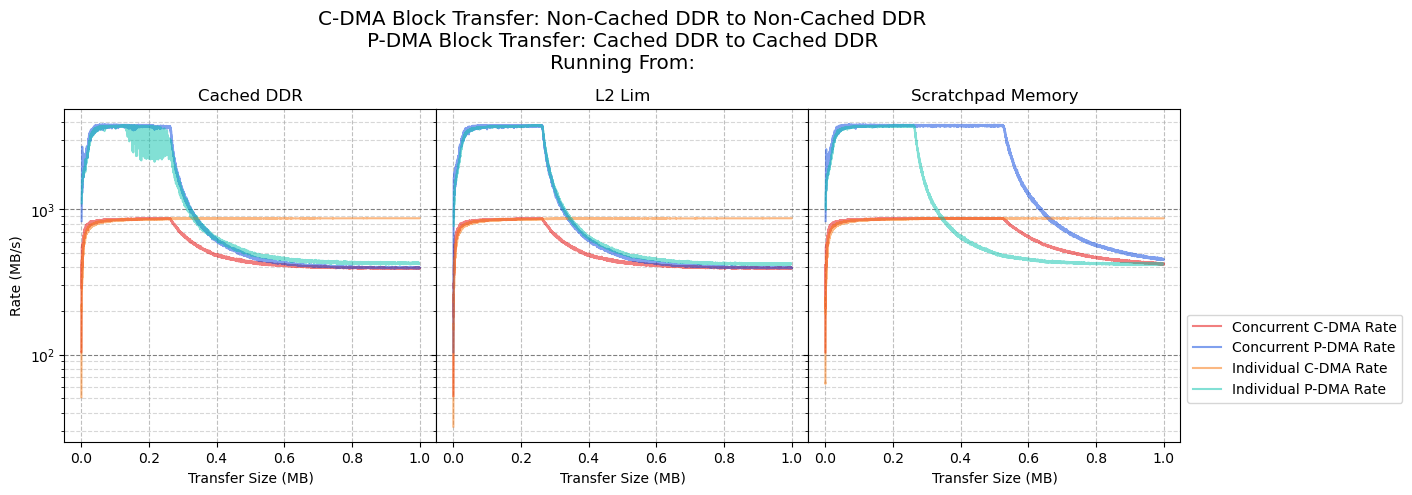 C-DMA Block Transfer: Non-Cached DDR to Non-Cached DDR
P-DMA Block Transfer: Cached DDR to Cached DDR
Running From:
Cached DDR
L2 Lim
Scratchpad Memory
Rate (MB/s)
10^3
10^2
0.0 0.2 0.4 0.6 0.8 1.0
0.0 0.2 0.4 0.6 0.8 1.0
0.0 0.2 0.4 0.6 0.8 1.0
Transfer Size (MB)
Transfer Size (MB)
Transfer Size (MB)
Concurrent C-DMA Rate
Concurrent P-DMA Rate
Individual C-DMA Rate
Individual P-DMA Rate